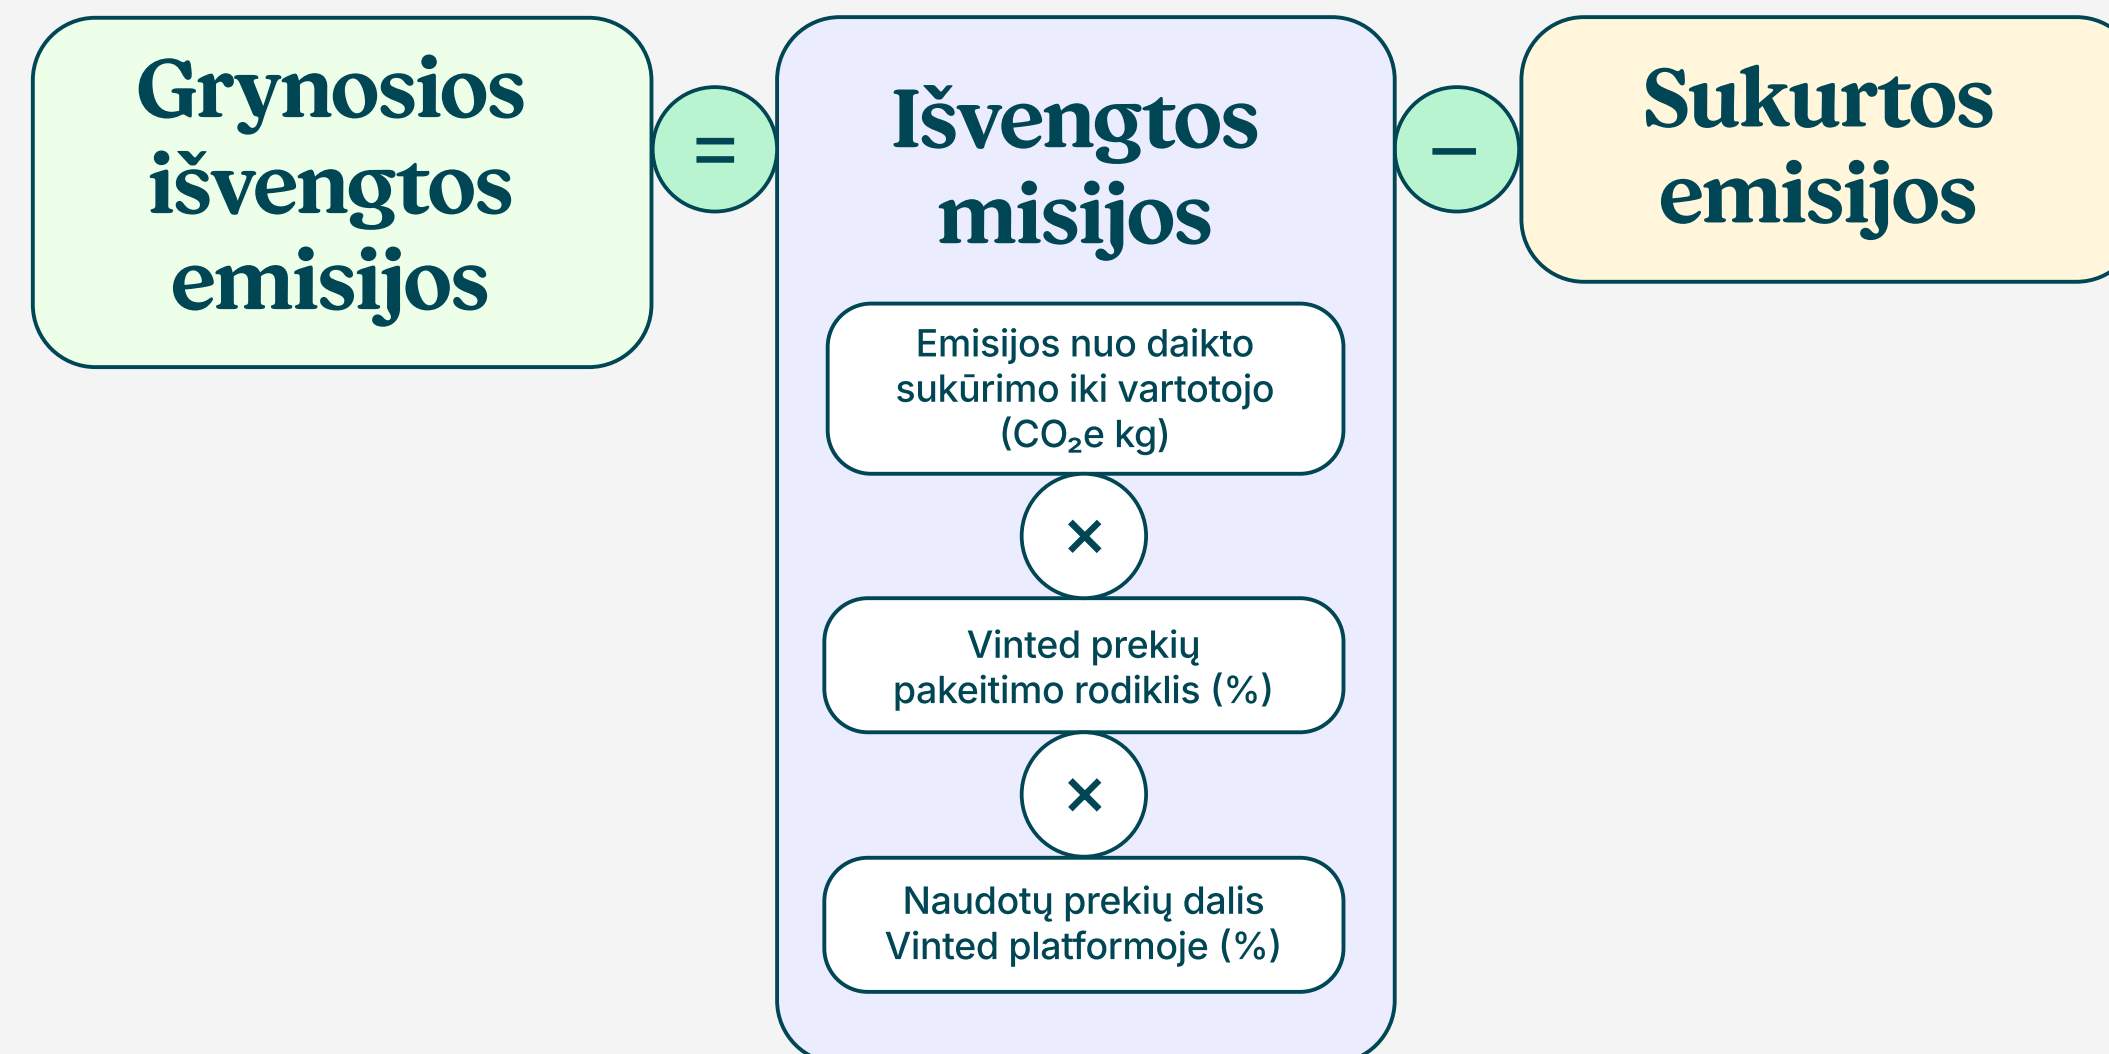 Grynosios
išvengtos
emisijos
=
Išvengtos
misijos
Emisijos nuo daikto
sukūrimo iki vartotojo
(CO₂e kg)
×
Vinted prekių
pakeitimo rodiklis (%)
×
Naudotų prekių dalis
Vinted platformoje (%)
–
Sukurtos
emisijos